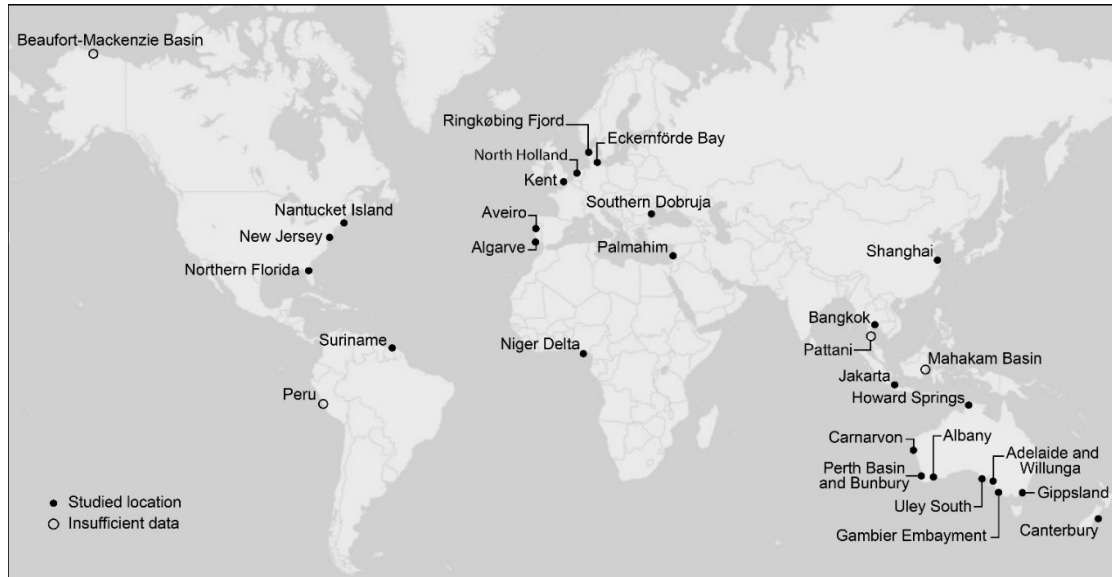 Beaufort-Mackenzie Basin
Ringkøbing Fjord
Eckernförde Bay
North Holland
Kent
Nantucket Island
Aveiro
Southern Dobruja
New Jersey
Algarve
Palmahim
Shanghai
Northern Florida
Bangkok
Suriname
Niger Delta
Pattani
Mahakam Basin
Jakarta
Peru
Howard Springs
Carnarvon
Albany
Adelaide and
Willunga
Perth Basin
and Bunbury
Gippsland
Studied location
Uley South
Insufficient data
Gambier Embayment
Canterbury